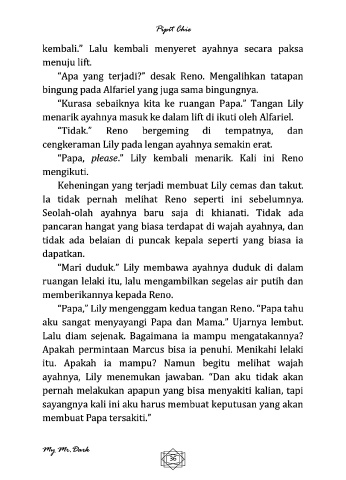 Pipit Chie
kembali.” Lalu kembali menyeret ayahnya secara paksa
menuju lift.
“Apa yang terjadi?” desak Reno. Mengalihkan tatapan
bingung pada Alfariel yang juga sama bingungnya.
“Kurasa sebaiknya kita ke ruangan Papa.” Tangan Lily
menarik ayahnya masuk ke dalam lift di ikuti oleh Alfariel.
“Tidak.” Reno bergeming di tempatnya, dan
cengkeraman Lily pada lengan ayahnya semakin erat.
“Papa, please.” Lily kembali menarik. Kali ini Reno
mengikuti.
Keheningan yang terjadi membuat Lily cemas dan takut.
Ia tidak pernah melihat Reno seperti ini sebelumnya.
Seolah-olah ayahnya baru saja di khianati. Tidak ada
pancaran hangat yang biasa terdapat di wajah ayahnya, dan
tidak ada belaian di puncak kepala seperti yang biasa ia
dapatkan.
“Mari duduk.” Lily membawa ayahnya duduk di dalam
ruangan lelaki itu, lalu mengambilkan segelas air putih dan
memberikannya kepada Reno.
“Papa,” Lily mengenggam kedua tangan Reno. “Papa tahu
aku sangat menyayangi Papa dan Mama.” Ujarnya lembut.
Lalu diam sejenak. Bagaimana ia mampu mengatakannya?
Apakah permintaan Marcus bisa ia penuhi. Menikahi lelaki
itu. Apakah ia mampu? Namun begitu melihat wajah
ayahnya, Lily menemukan jawaban. “Dan aku tidak akan
pernah melakukan apapun yang bisa menyakiti kalian, tapi
sayangnya kali ini aku harus membuat keputusan yang akan
membuat Papa tersakiti.”
My Mr. Dark
36